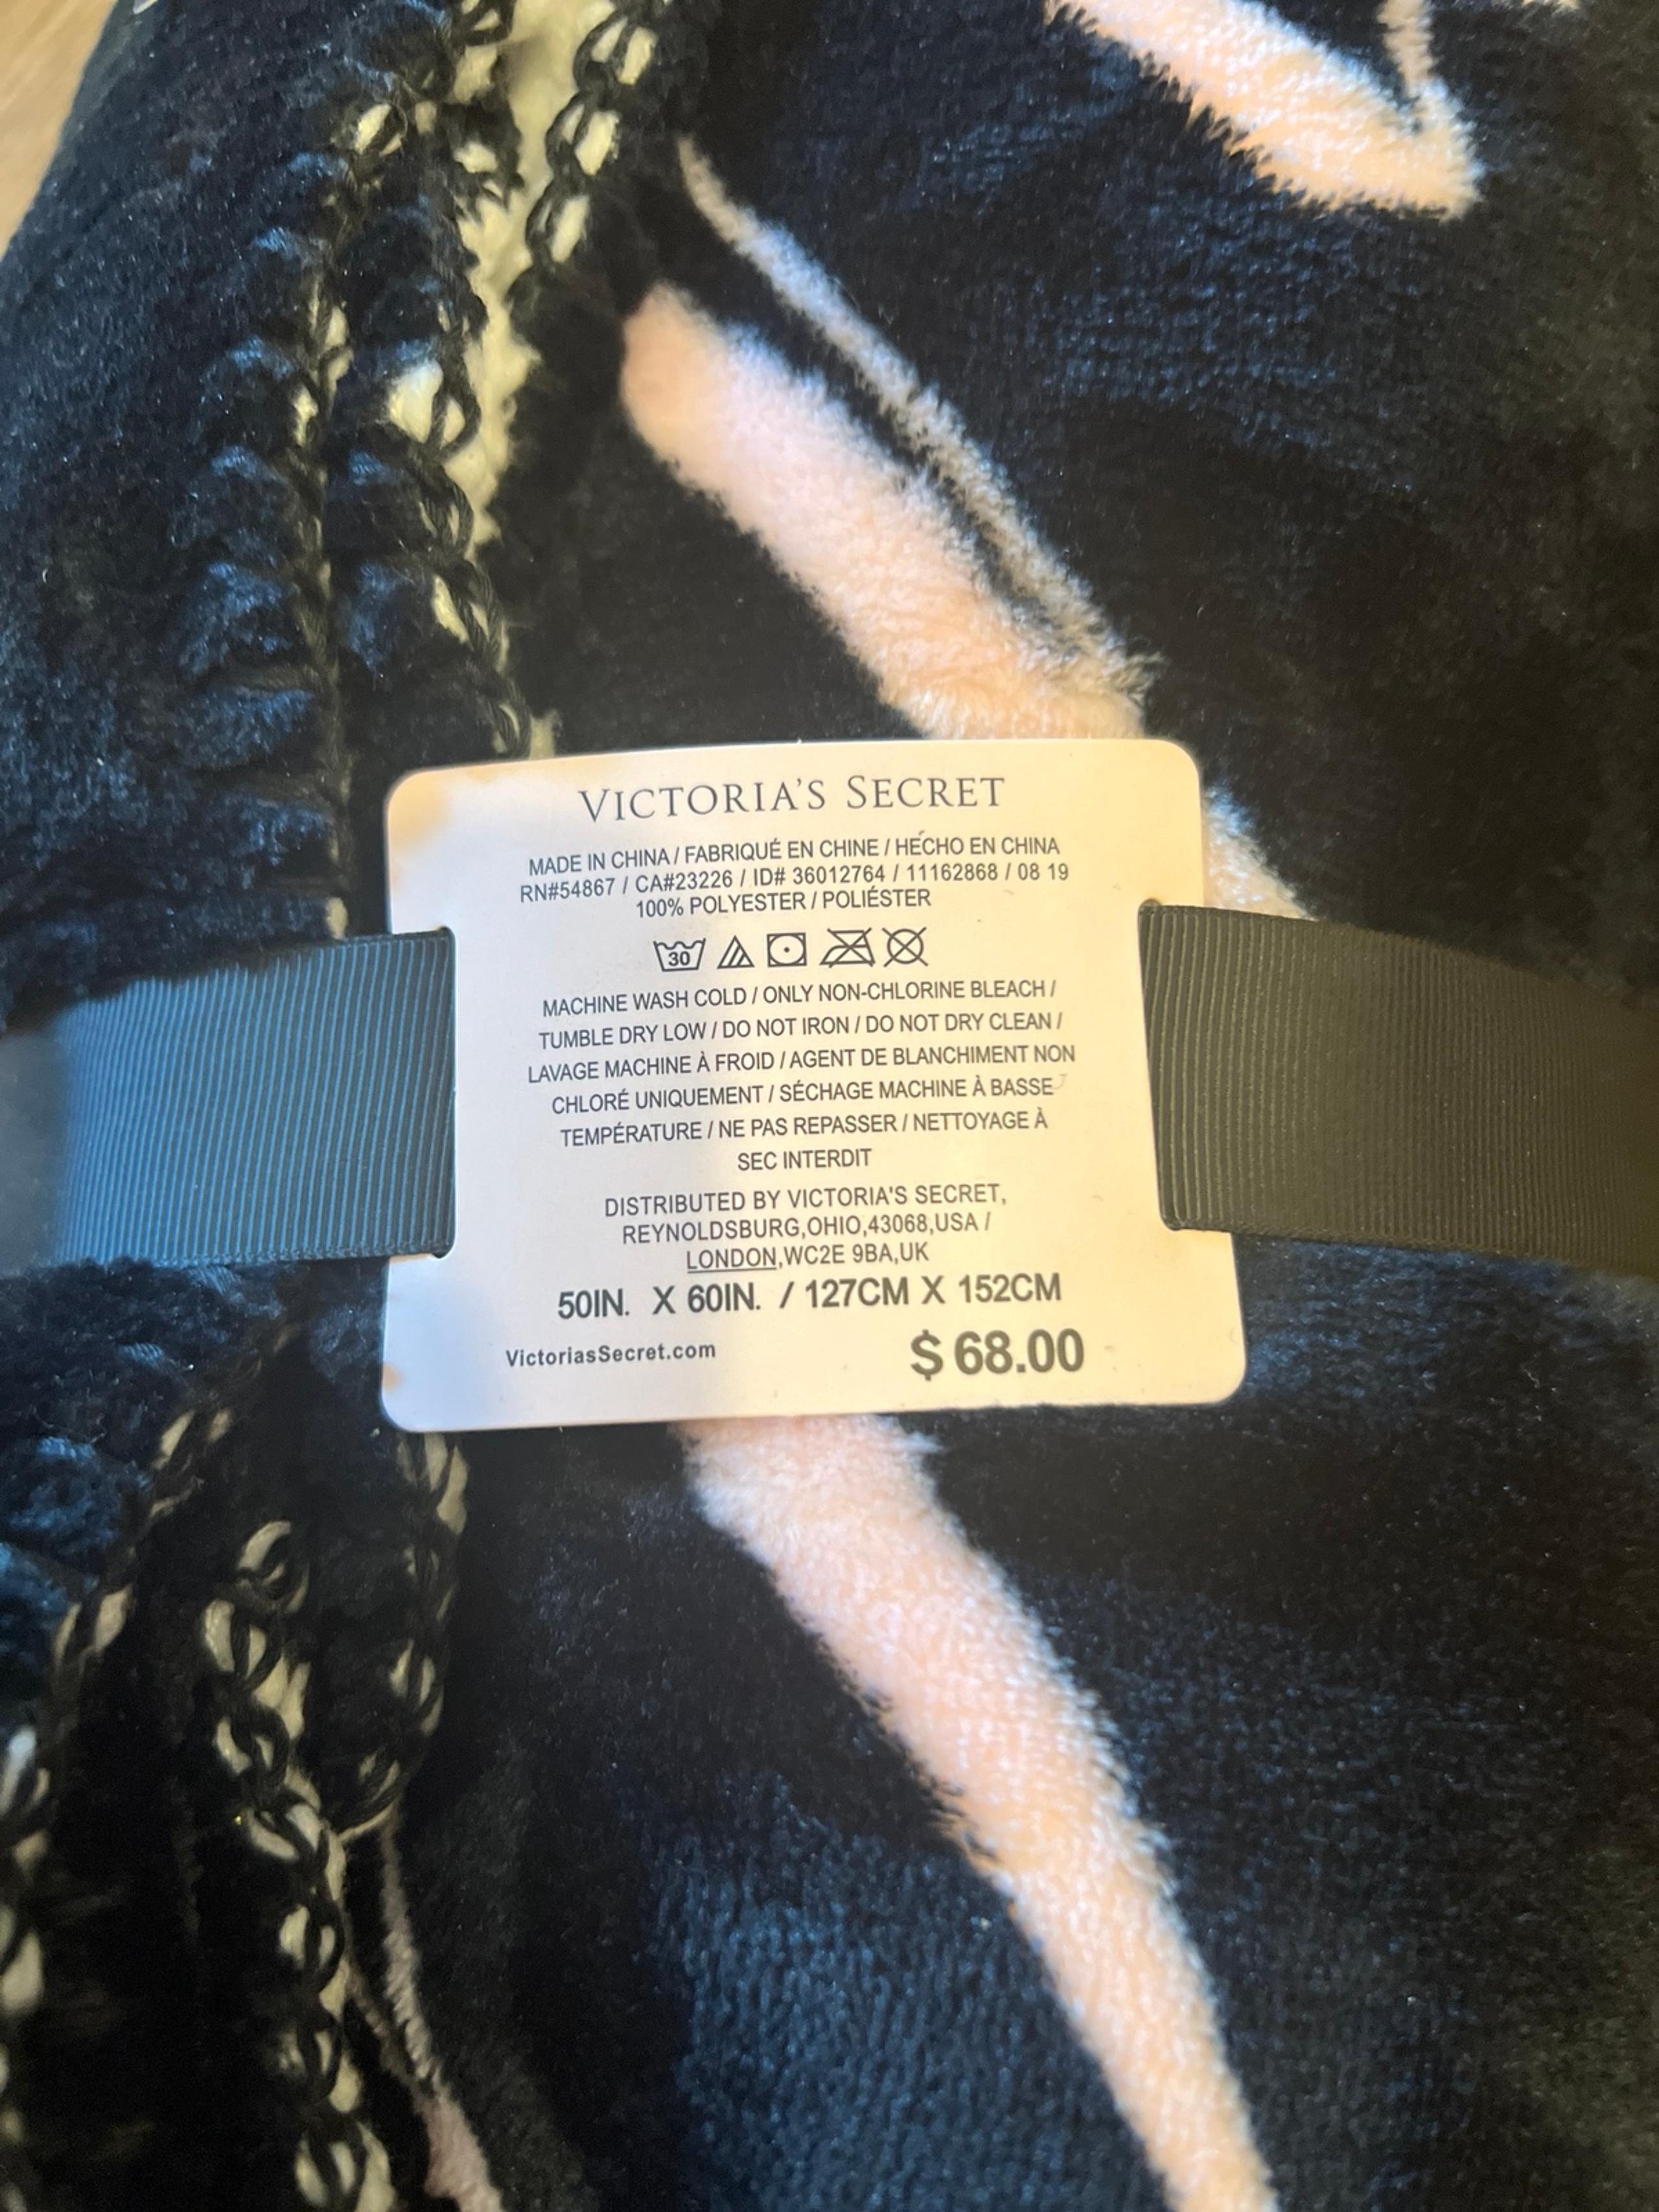 VICTORIA'S SECRET
MADE IN CHINA / FABRIQUÉ EN CHINE / HECHO EN CHINA
RN#54867 / CA#23226 / ID# 36012764 / 11162868 / 08 19
100% POLYESTER / POLIÉSTER
30
MACHINE WASH COLD / ONLY NON-CHLORINE BLEACH /
TUMBLE DRY LOW / DO NOT IRON / DO NOT DRY CLEAN /
LAVAGE MACHINE À FROID / AGENT DE BLANCHIMENT NON
CHLORÉ UNIQUEMENT / SÉCHAGE MACHINE À BASSE
TEMPÉRATURE / NE PAS REPASSER / NETTOYAGE À
SEC INTERDIT
DISTRIBUTED BY VICTORIA'S SECRET,
REYNOLDSBURG,OHIO,43068,USA /
LONDON,WC2E 9BA,UK
50IN. X 60IN. / 127CM X 152CM
VictoriasSecret.com $68.00